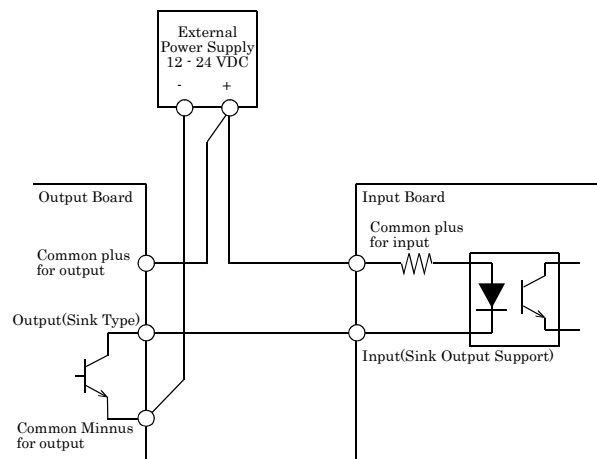 External
Power Supply
12 - 24 VDC
- +
Output Board
Input Board
Common plus
for input
Common plus
for output
Output(Sink Type)
Input(Sink Output Support)
Common Minnus
for output